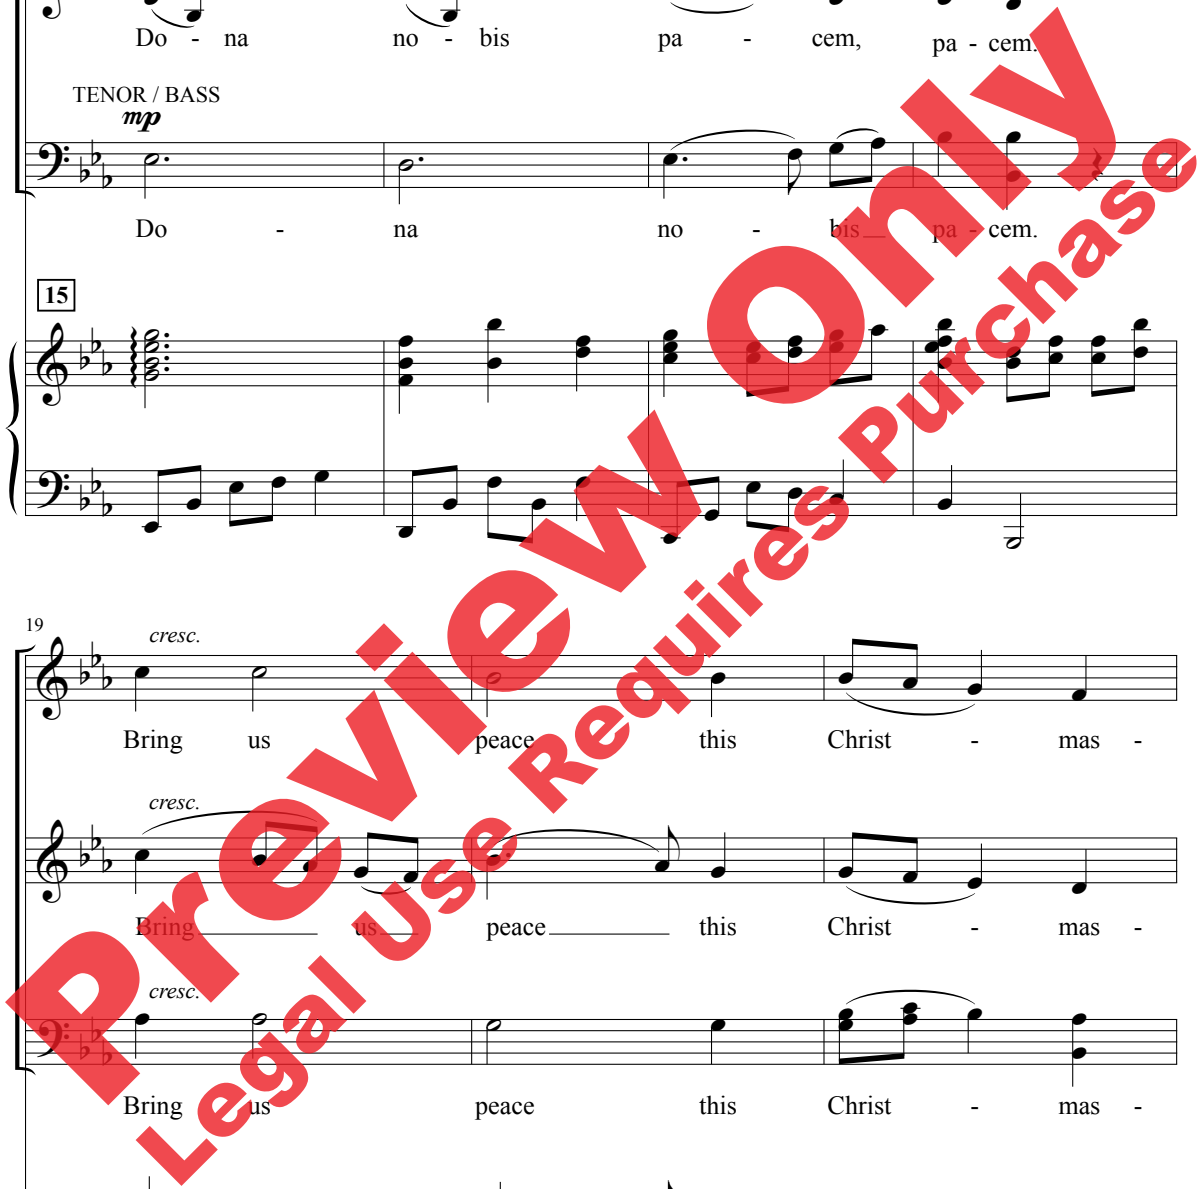 Do - na no - bis pa - cem, pa - cem.
TENOR / BASS
mp
Do - na no - bis pa - cem.
15
19
cresc.
Bring us peace this Christ - mas -
cresc.
Bring us peace this Christ - mas -
cresc.
Bring us peace this Christ - mas -
Preview Only
Legal Use Requires Purchase